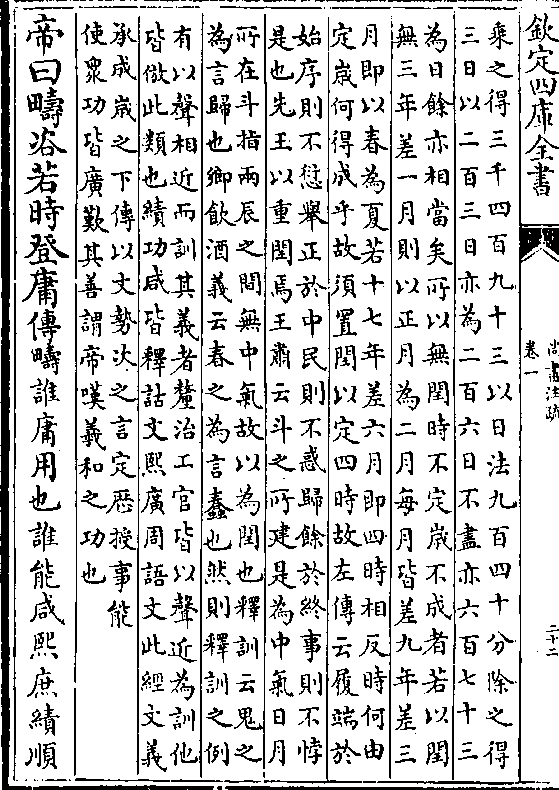 欽定四庫全書
尚書注疏
卷一
二十二
乘之得三千四百九十三以日法九百四十分除之得
三日以二百三日亦為二百六日不盡亦六百七十三
為日餘亦相當矣所以無閏時不定歲不成者若以閏
無三年差一月則以正月為二月每月皆差九年差三
月即以春為夏若十七年差六月即四時相反時何由
定歲何得成乎故須置閏以定四時故左傳云履端於
始序則不愆舉正於中民則不惑歸餘於終事則不悖
是也先王以重閏焉王肅云斗之所建是為中氣日月
所在斗指兩辰之間無中氣故以為閏也釋訓云鬼之
為言歸也鄉飲酒義云春之為言蠢也然則釋訓之例
有以聲相近而訓其義者釐治工官皆以聲近為訓他
皆倣此類也績功咸皆釋詁文熙廣周語文此經文義
承成歲之下傳以文勢次之言定歴授事能
使衆功皆廣歎其善謂帝嘆羲和之功也
帝曰疇咨若時登庸傳疇誰庸用也誰能咸熙庶績順